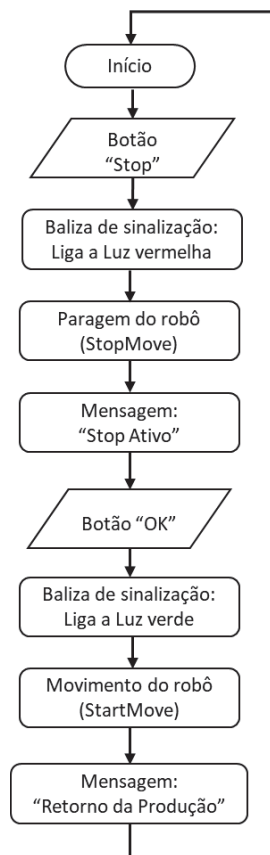 Início
Botão
“Stop”
Baliza de sinalização:
Liga a Luz vermelha
Paragem do robô
(StopMove)
Mensagem:
“Stop Ativo”
Botão “OK”
Baliza de sinalização:
Liga a Luz verde
Movimento do robô
(StartMove)
Mensagem:
“Retorno da Produção”